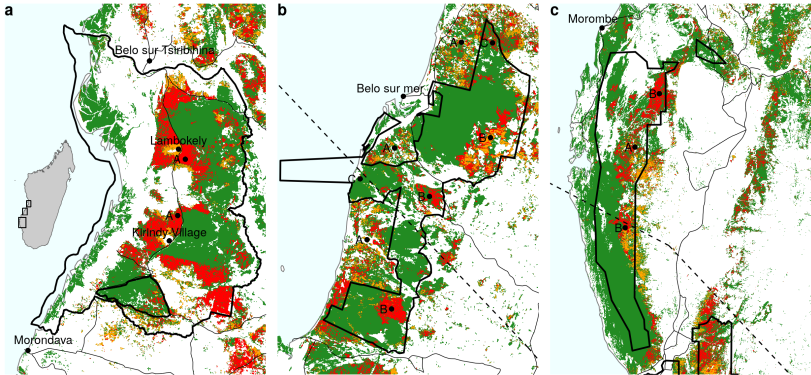 a
Belo sur Tsiribihina
Lambokely
A
A
Kirindy Village
Morondava
b
A
C
Belo sur mer
B
A
C
B
A
B
c
Morombe
B
A
B